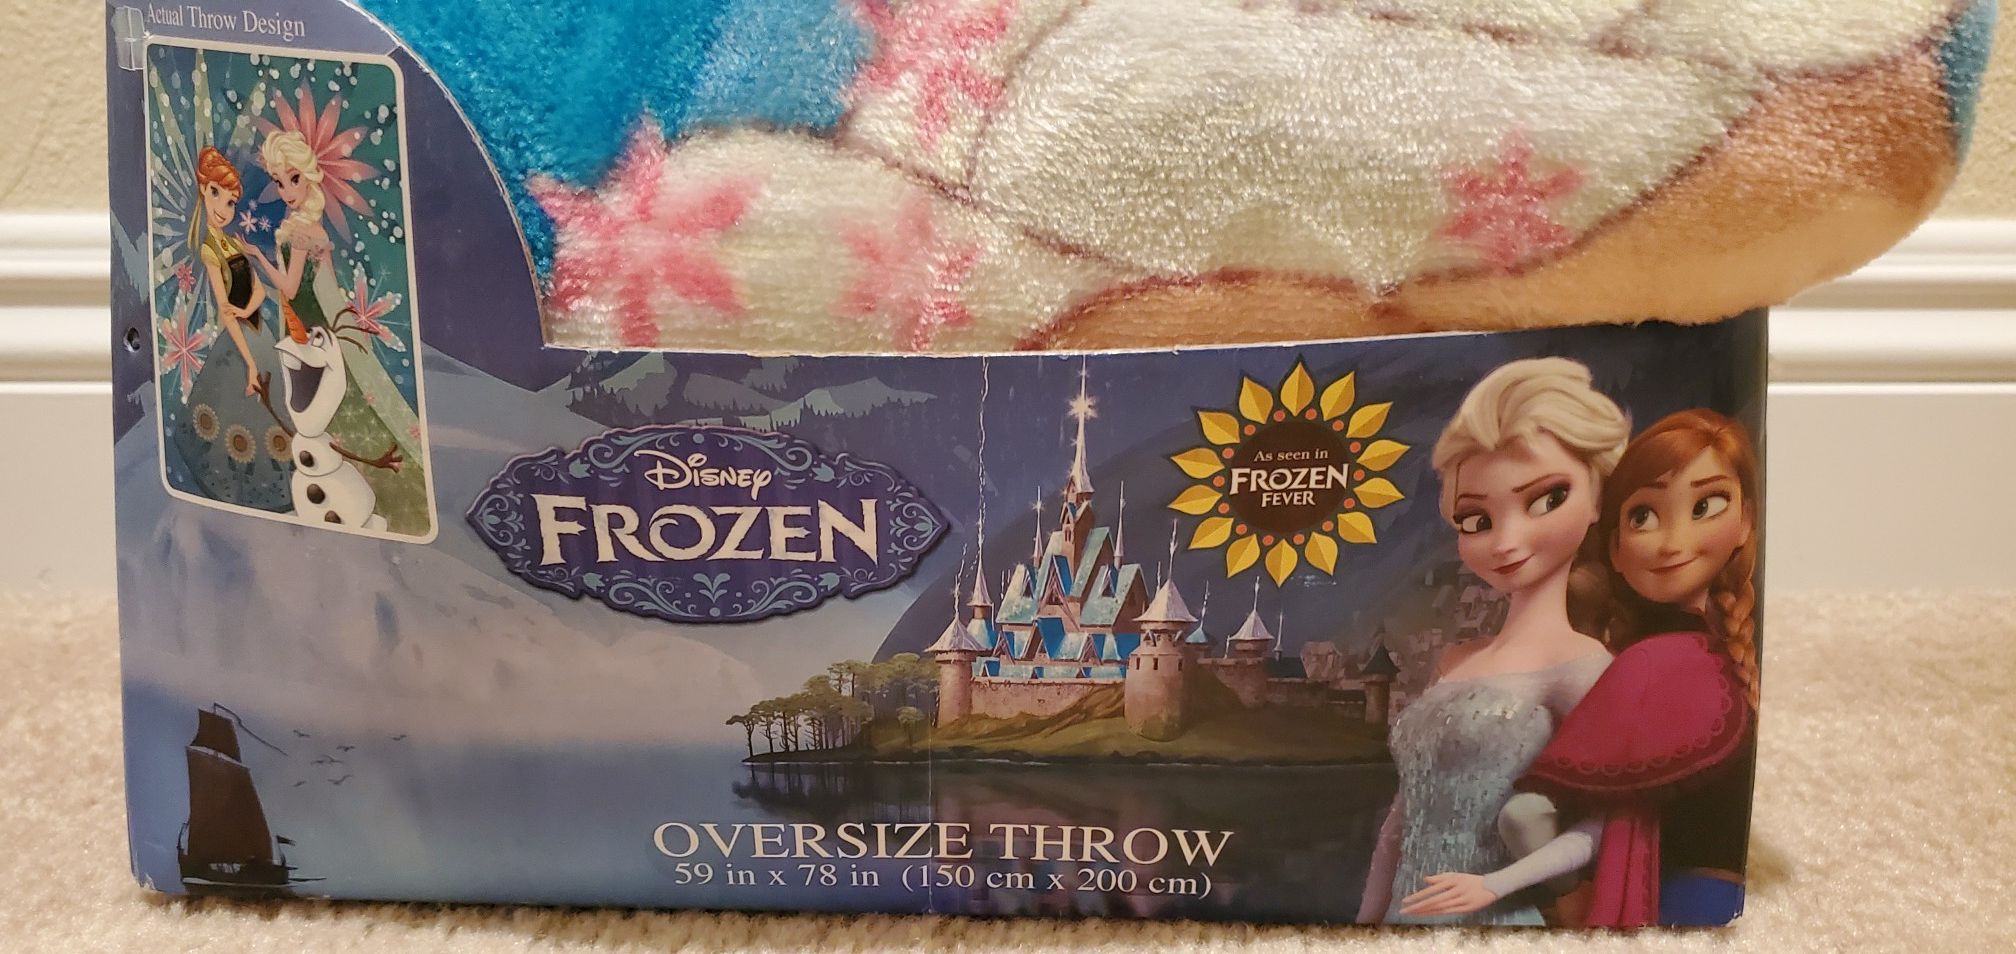 Actual Throw Design
Disney
FROZEN
As seen in
FROZEN
FEVER
OVERSIZE THROW
59 in x 78 in (150 cm x 200 cm)